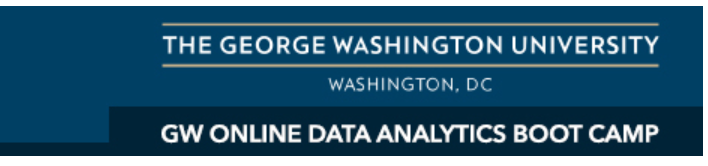 THE GEORGE WASHINGTON UNIVERSITY
WASHINGTON, DC
GW ONLINE DATA ANALYTICS BOOT CAMP